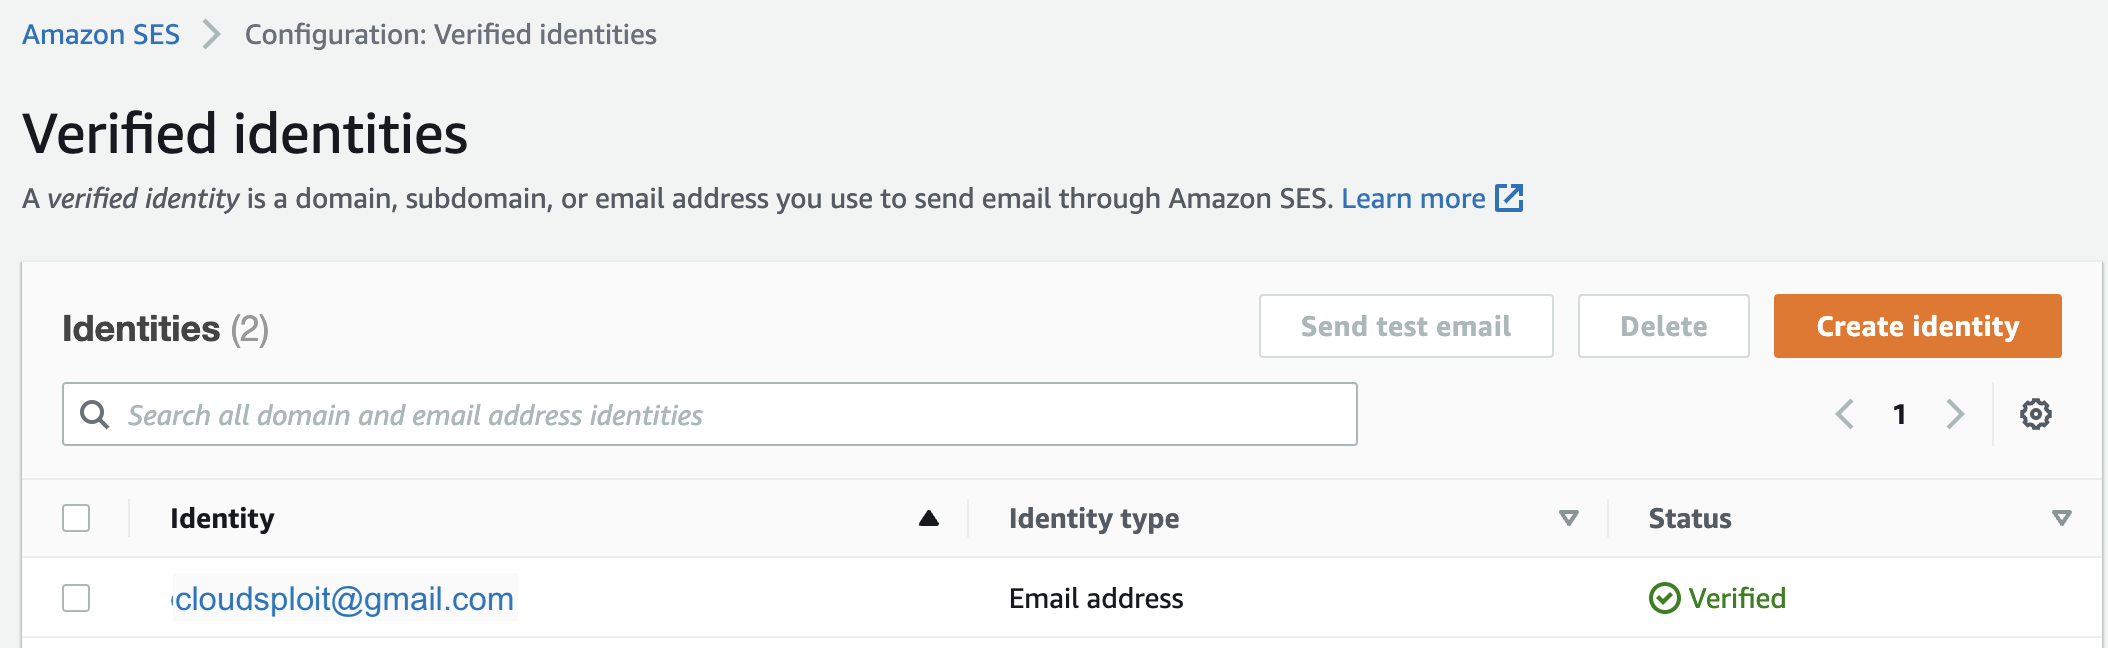 Amazon SES > Configuration: Verified identities
Verified identities
A verified identity is a domain, subdomain, or email address you use to send email through Amazon SES. Learn more
Identities (2)
Send test email
Delete
Create identity
Search all domain and email address identities
1
Identity
Identity type
Status
cloudsploit@gmail.com
Email address
Verified